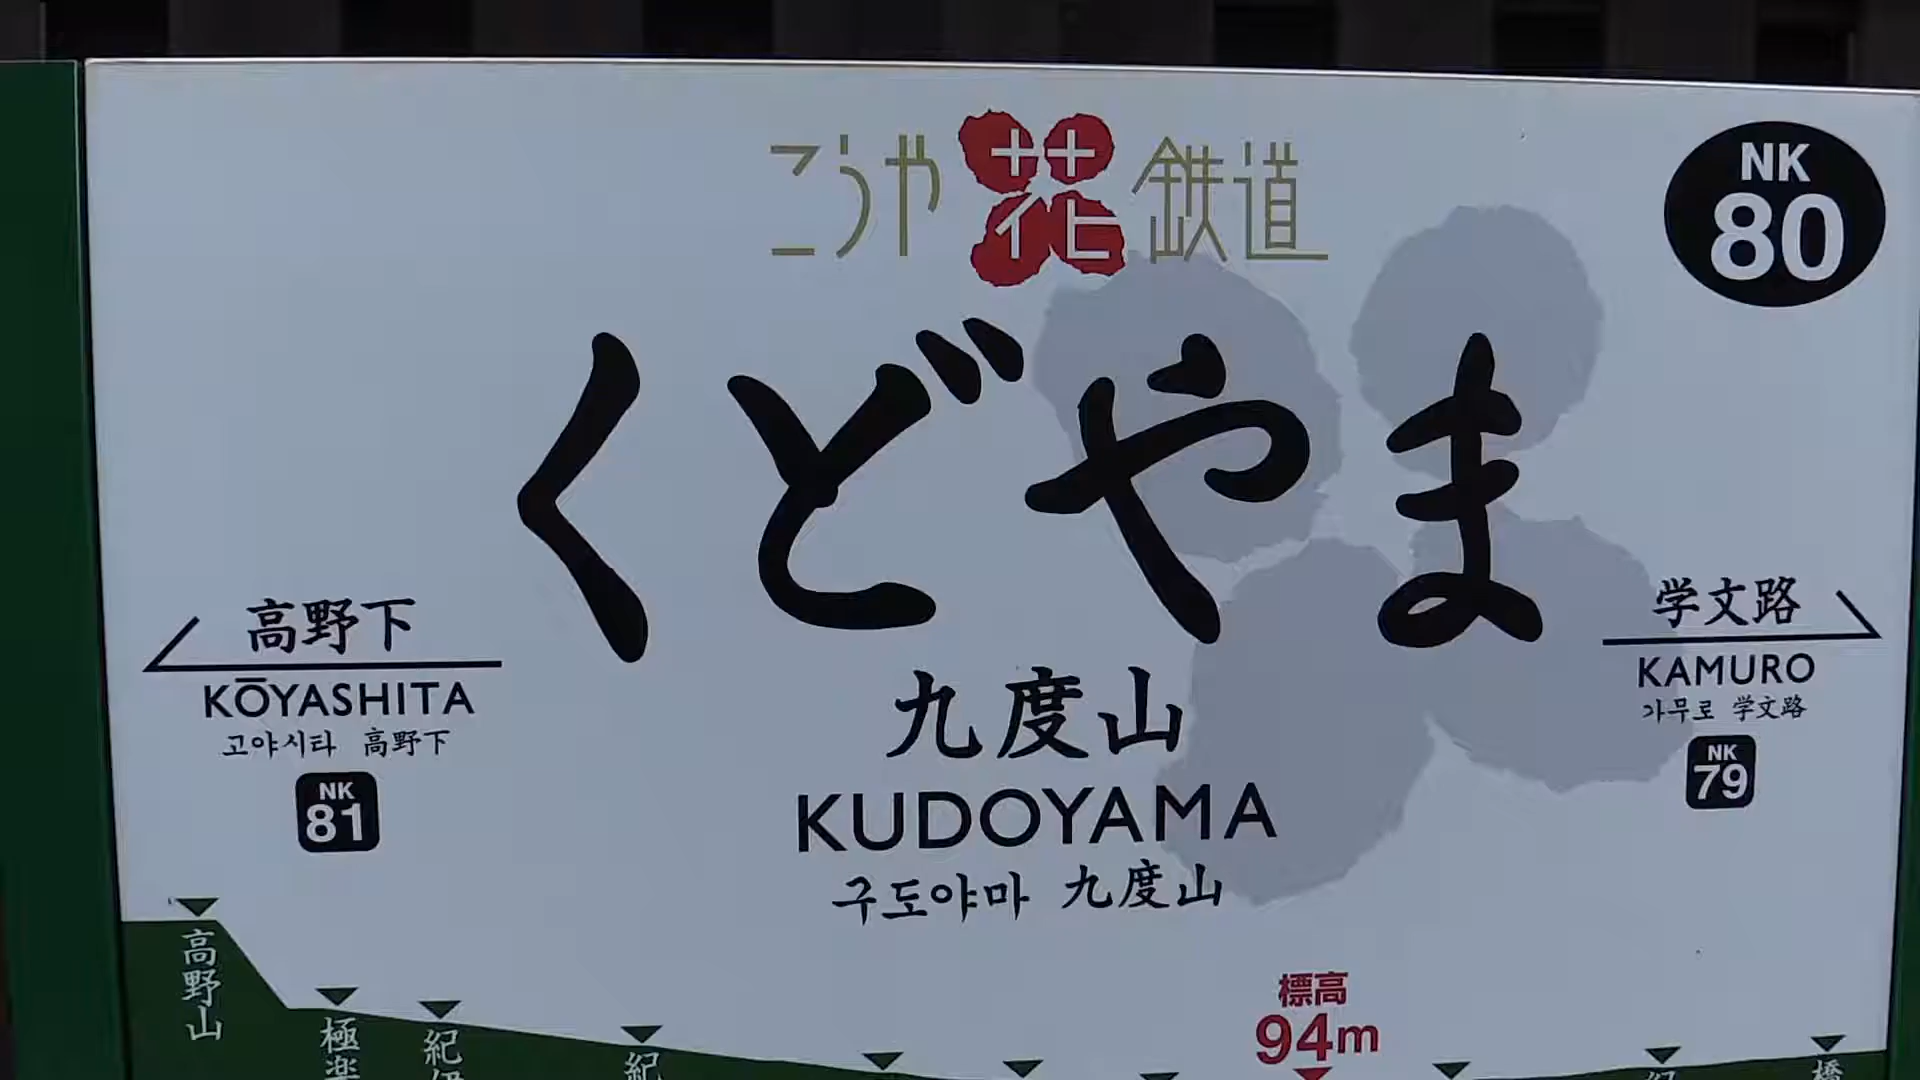 こうや花鉄道
NK
80
くどやま
高野下
KŌYASHITA
고야시타 高野下
NK
81
九度山
KUDOYAMA
구도야마 九度山
学文路
KAMURO
가무로 学文路
NK
79
標高
94m
高野山
極楽
紀伊
紀
紀
橋